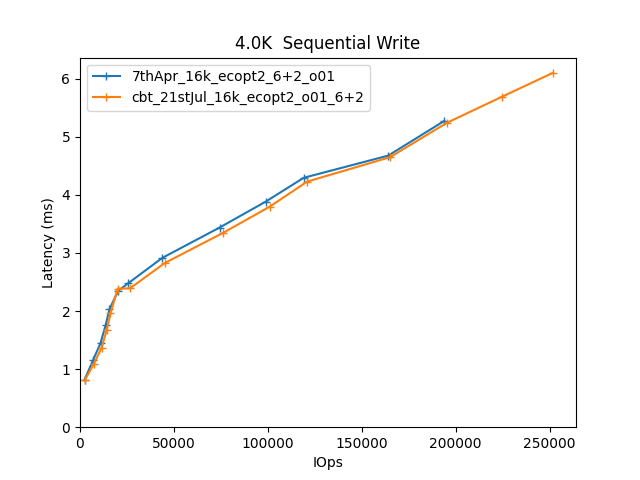 4.0K  Sequential Write
7thApr_16k_ecopt2_6+2_o01
cbt_21stJul_16k_ecopt2_o01_6+2
Latency (ms)
6
5
4
3
2
1
0
0 50000 100000 150000 200000 250000
IOps